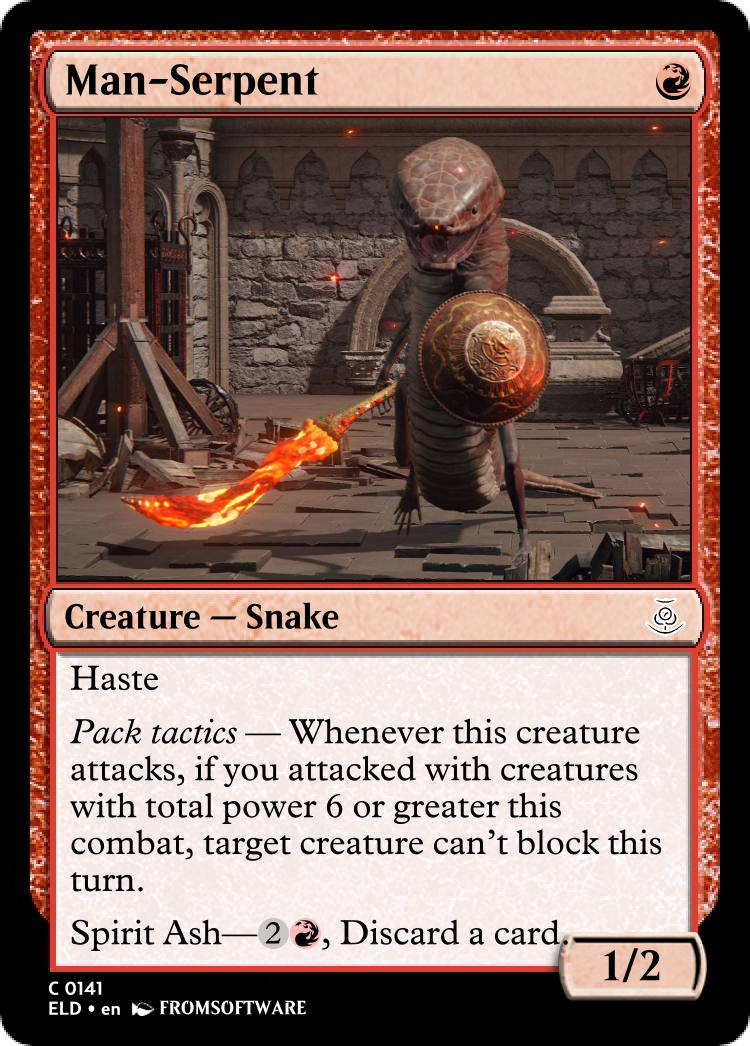 Man-Serpent
Creature — Snake
Haste
Pack tactics — Whenever this creature
attacks, if you attacked with creatures
with total power 6 or greater this
combat, target creature can't block this
turn.
Spirit Ash—2, Discard a card.
1/2
C 0141
ELD • en FROMSOFTWARE